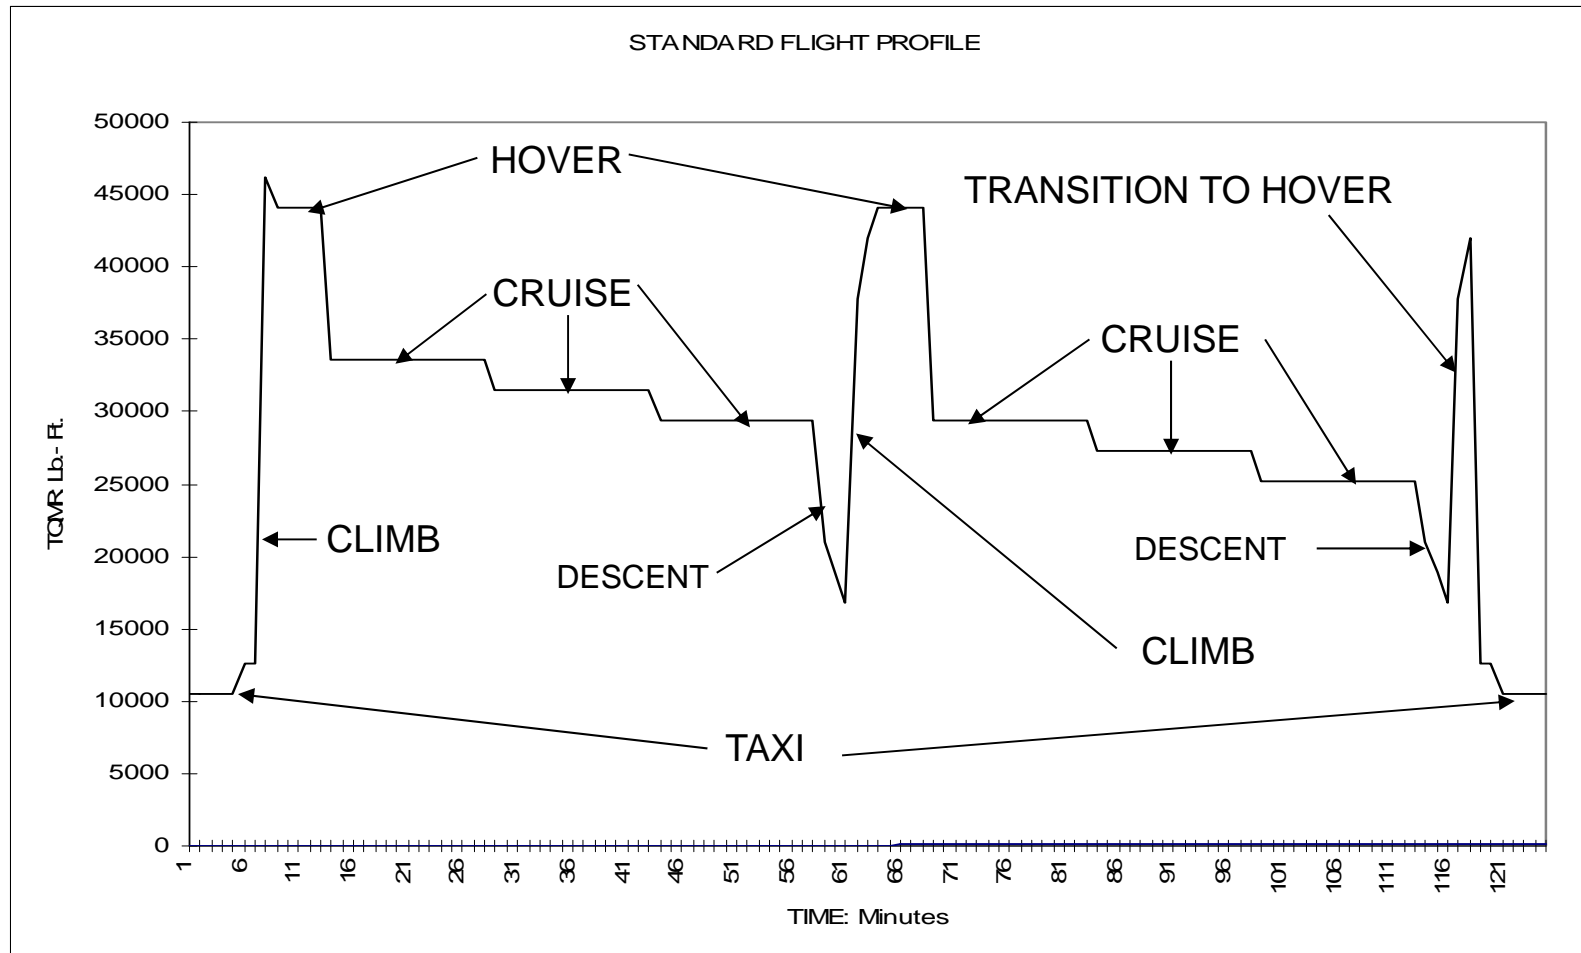 STANDARD FLIGHT PROFILE
50000
45000
40000
35000
30000
25000
20000
15000
10000
5000
0
TQMR Lb.- Ft.
HOVER
TRANSITION TO HOVER
CRUISE
CRUISE
CLIMB
DESCENT
DESCENT
CLIMB
TAXI
1 6 11 16 21 26 31 36 41 46 51 56 61 66 71 76 81 86 91 96 101 106 111 116 121
TIME: Minutes